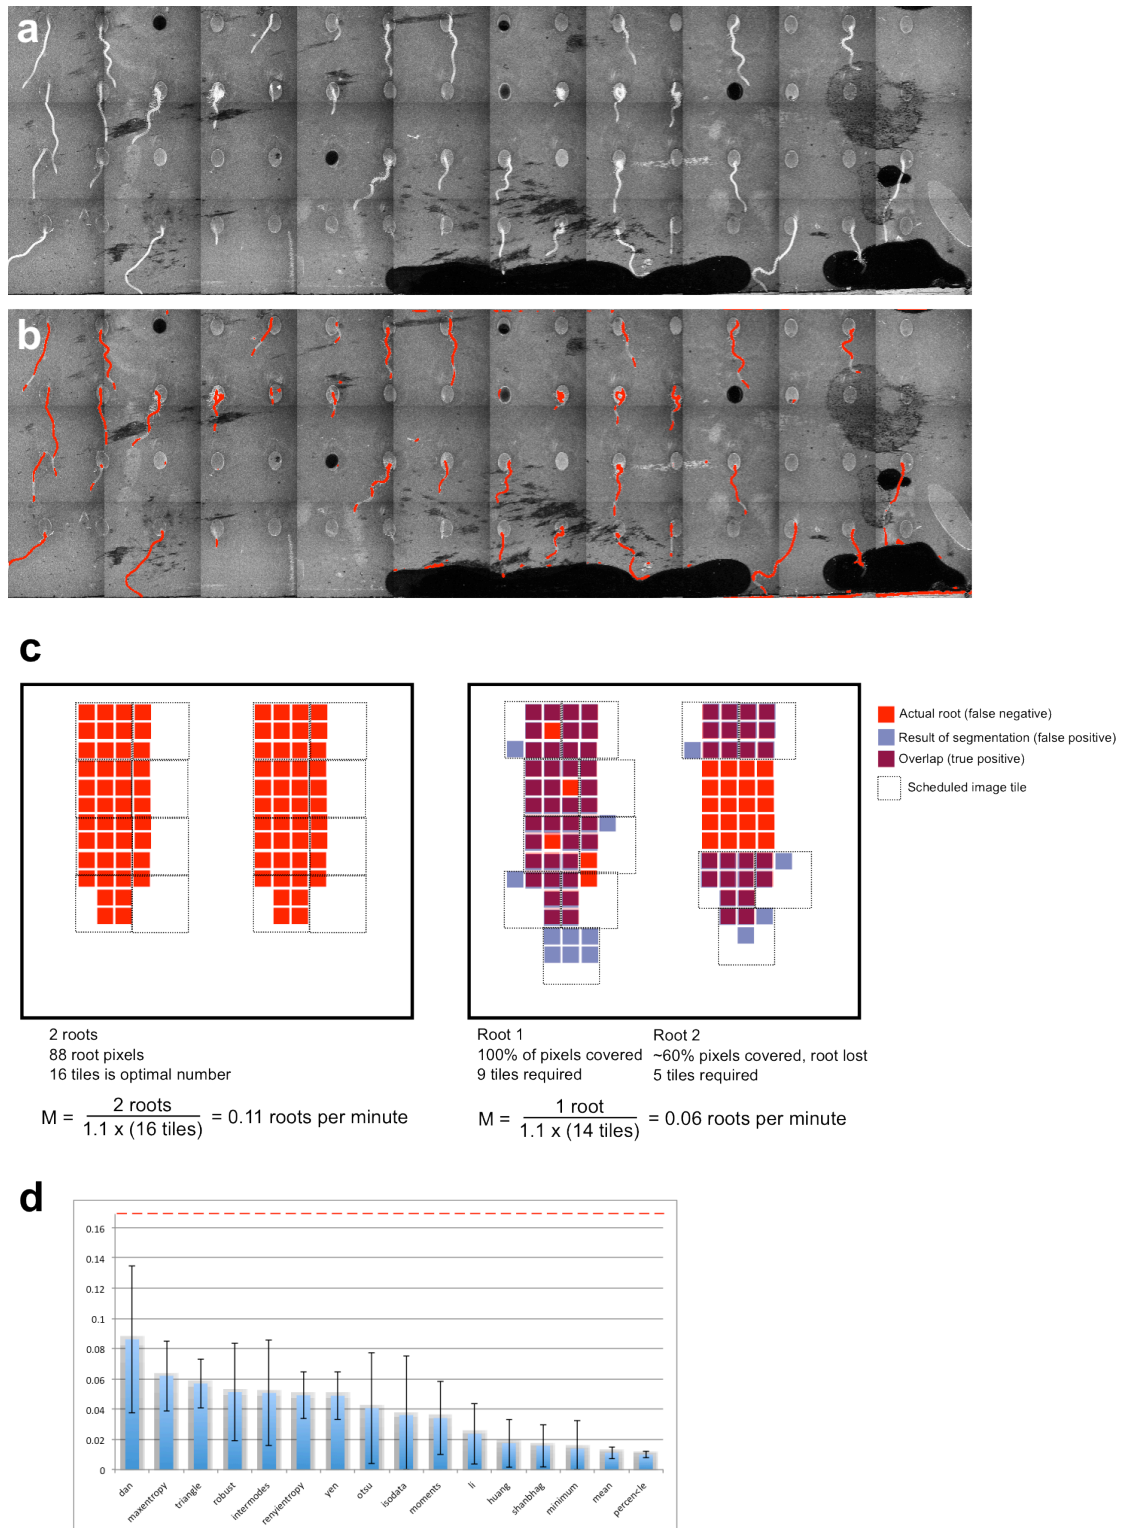 a
b
c
Actual root (false negative)
Result of segmentation (false positive)
Overlap (true positive)
Scheduled image tile
2 roots
88 root pixels
16 tiles is optimal number
M = 2 roots / 1.1 x (16 tiles) = 0.11 roots per minute
Root 1
100% of pixels covered
9 tiles required
Root 2
~60% pixels covered, root lost
5 tiles required
M = 1 root / 1.1 x (14 tiles) = 0.06 roots per minute
d
0.16
0.14
0.12
0.1
0.08
0.06
0.04
0.02
0
dan
maxentropy
triangle
robust
intermodes
renyientropy
yen
otsu
isodata
moments
li
huang
shanbhag
minimum
mean
percen<le